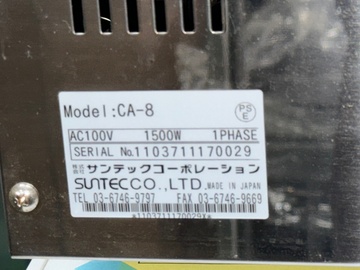 Model:CA-8
PS
E
AC100V 1500W 1PHASE
SERIAL No.1103711170029
株式会社 サンテックコーポレーション
SUNTEC CO., LTD. MADE IN JAPAN
TEL 03-6746-9797 FAX 03-6746-9669
*1103711170029*